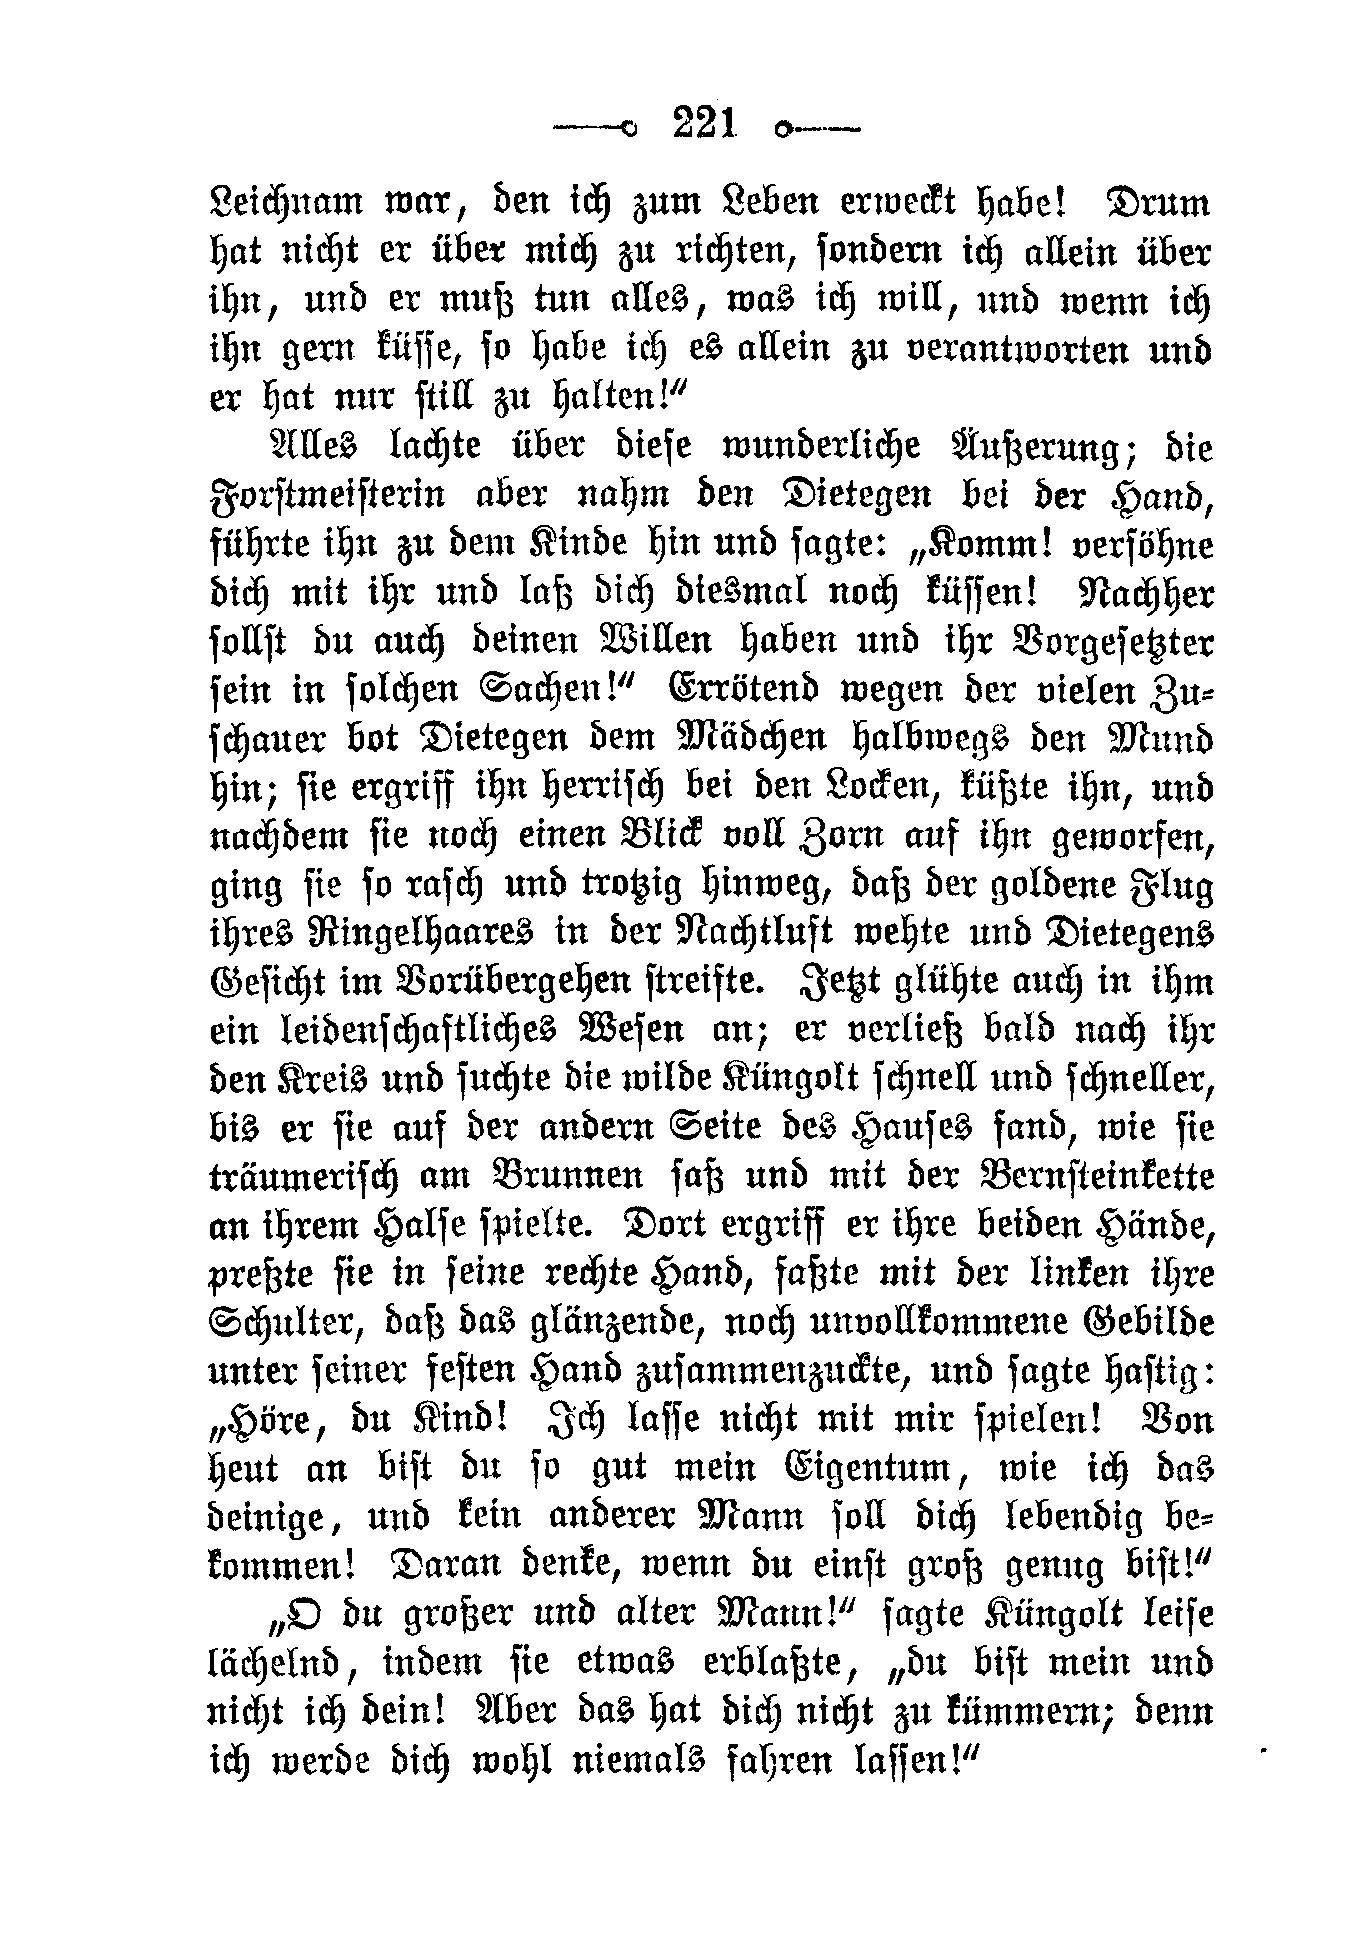 221
Leichnam war, den ich zum Leben erweckt habe! Drum
hat nicht er über mich zu richten, sondern ich allein über
ihn, und er muß tun alles, was ich will, und wenn ich
ihn gern küsse, so habe ich es allein zu verantworten und
er hat nur still zu halten!“
Alles lachte über diese wunderliche Äußerung; die
Forstmeisterin aber nahm den Dietegen bei der Hand,
führte ihn zu dem Kinde hin und sagte: „Komm! versöhne
dich mit ihr und laß dich diesmal noch küssen! Nachher
sollst du auch deinen Willen haben und ihr Vorgesetzter
sein in solchen Sachen!“ Errötend wegen der vielen Zu-
schauer bot Dietegen dem Mädchen halbwegs den Mund
hin; sie ergriff ihn herrisch bei den Locken, küßte ihn, und
nachdem sie noch einen Blick voll Zorn auf ihn geworfen,
ging sie so rasch und trotzig hinweg, daß der goldene Flug
ihres Ringelhaares in der Nachtluft wehte und Dietegens
Gesicht im Vorübergehen streifte. Jetzt glühte auch in ihm
ein leidenschaftliches Wesen an; er verließ bald nach ihr
den Kreis und suchte die wilde Küngolt schnell und schneller,
bis er sie auf der andern Seite des Hauses fand, wie sie
träumerisch am Brunnen saß und mit der Bernsteinkette
an ihrem Halse spielte. Dort ergriff er ihre beiden Hände,
preßte sie in seine rechte Hand, faßte mit der linken ihre
Schulter, daß das glänzende, noch unvollkommene Gebilde
unter seiner festen Hand zusammenzuckte, und sagte hastig:
„Höre, du Kind! Ich lasse nicht mit mir spielen! Von
heut an bist du so gut mein Eigentum, wie ich das
deinige, und kein anderer Mann soll dich lebendig be-
kommen! Daran denke, wenn du einst groß genug bist!“
„O du großer und alter Mann!“ sagte Küngolt leise
lächelnd, indem sie etwas erblaßte, „du bist mein und
nicht ich dein! Aber das hat dich nicht zu kümmern; denn
ich werde dich wohl niemals fahren lassen!“